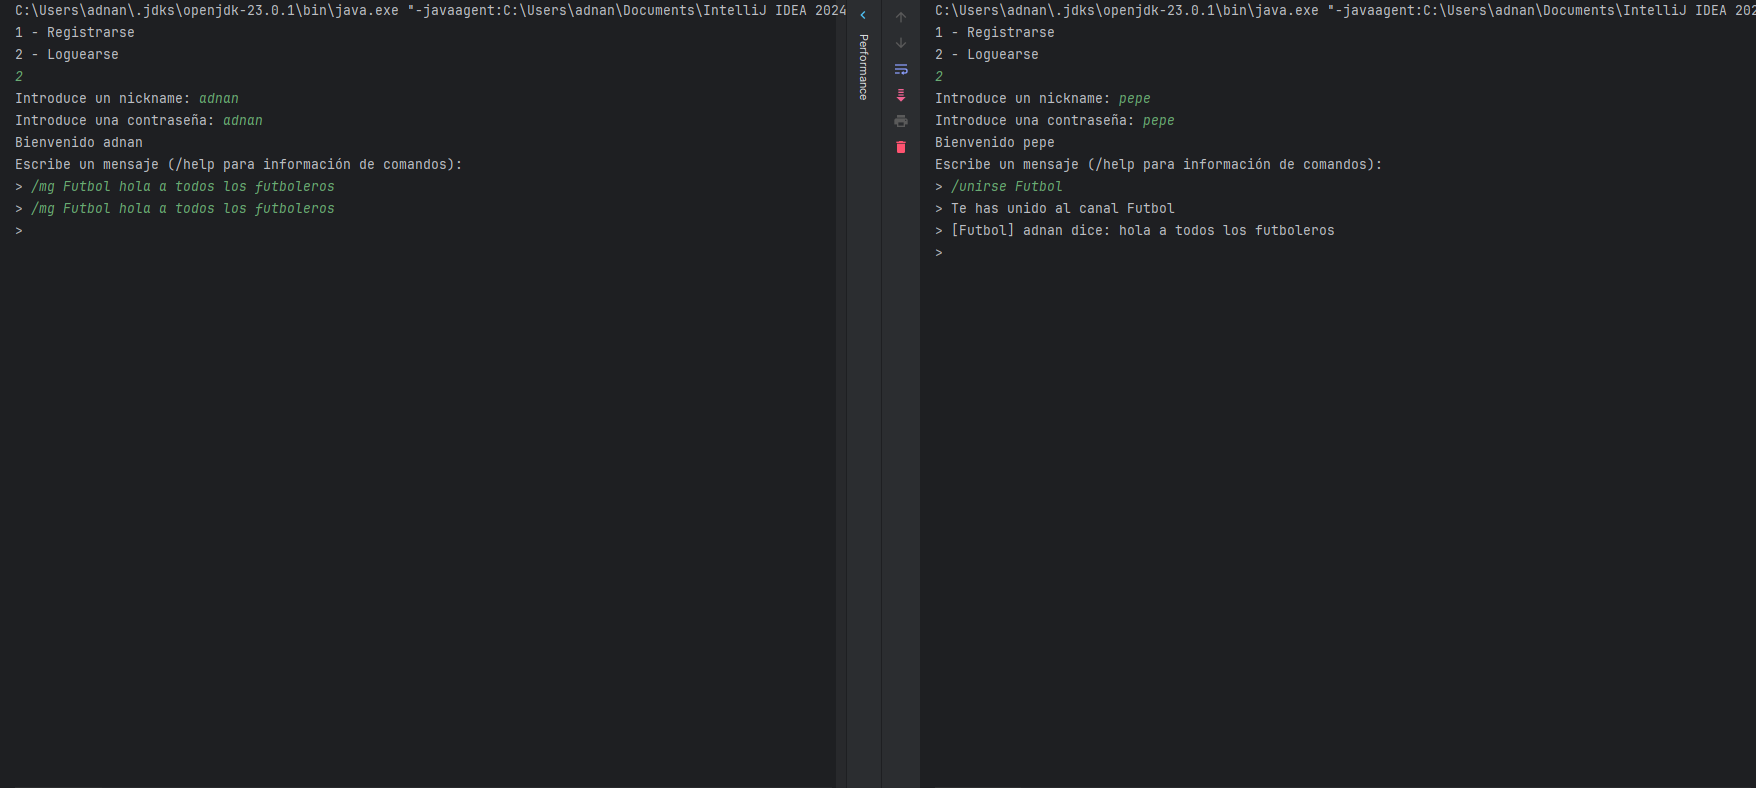 C:\Users\adnan\.jdks\openjdk-23.0.1\bin\java.exe "-javaagent:C:\Users\adnan\Documents\IntelliJ IDEA 2024
1 - Registrarse
2 - Loguearse
2
Introduce un nickname: adnan
Introduce una contraseña: adnan
Bienvenido adnan
Escribe un mensaje (/help para información de comandos):
> /mg Futbol hola a todos los futboleros
> /mg Futbol hola a todos los futboleros
>
Performance
C:\Users\adnan\.jdks\openjdk-23.0.1\bin\java.exe "-javaagent:C:\Users\adnan\Documents\IntelliJ IDEA 202
1 - Registrarse
2 - Loguearse
2
Introduce un nickname: pepe
Introduce una contraseña: pepe
Bienvenido pepe
Escribe un mensaje (/help para información de comandos):
> /unirse Futbol
> Te has unido al canal Futbol
> [Futbol] adnan dice: hola a todos los futboleros
>